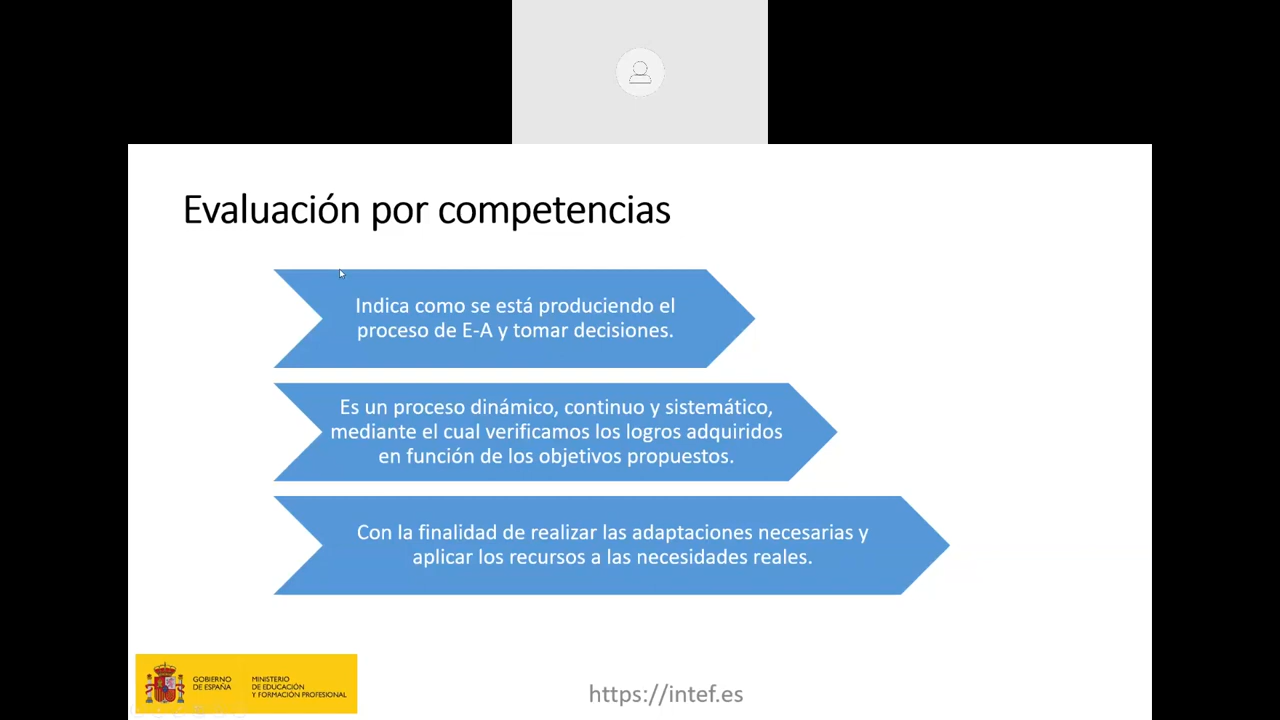 Evaluación por competencias
Indica como se está produciendo el
proceso de E-A y tomar decisiones.
Es un proceso dinámico, continuo y sistemático,
mediante el cual verificamos los logros adquiridos
en función de los objetivos propuestos.
Con la finalidad de realizar las adaptaciones necesarias y
aplicar los recursos a las necesidades reales.
GOBIERNO
DE ESPAÑA
MINISTERIO
DE EDUCACIÓN
Y FORMACIÓN PROFESIONAL
https://intef.es